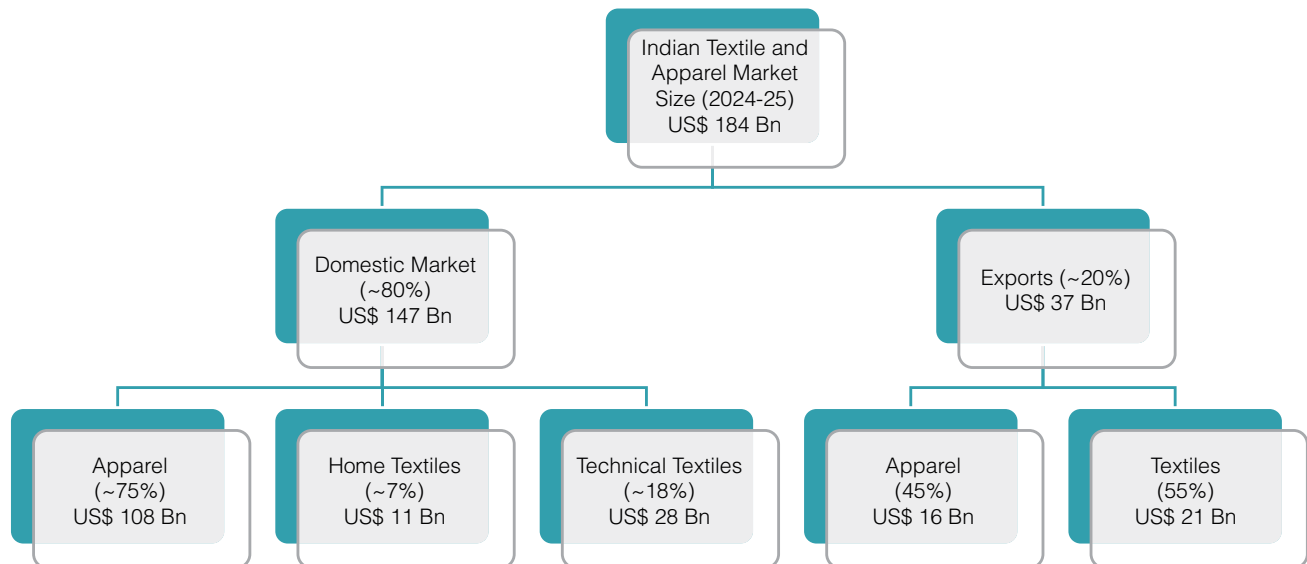 Indian Textile and
Apparel Market
Size (2024-25)
US$ 184 Bn
Domestic Market
(~80%)
US$ 147 Bn
Exports (~20%)
US$ 37 Bn
Apparel
(~75%)
US$ 108 Bn
Home Textiles
(~7%)
US$ 11 Bn
Technical Textiles
(~18%)
US$ 28 Bn
Apparel
(45%)
US$ 16 Bn
Textiles
(55%)
US$ 21 Bn